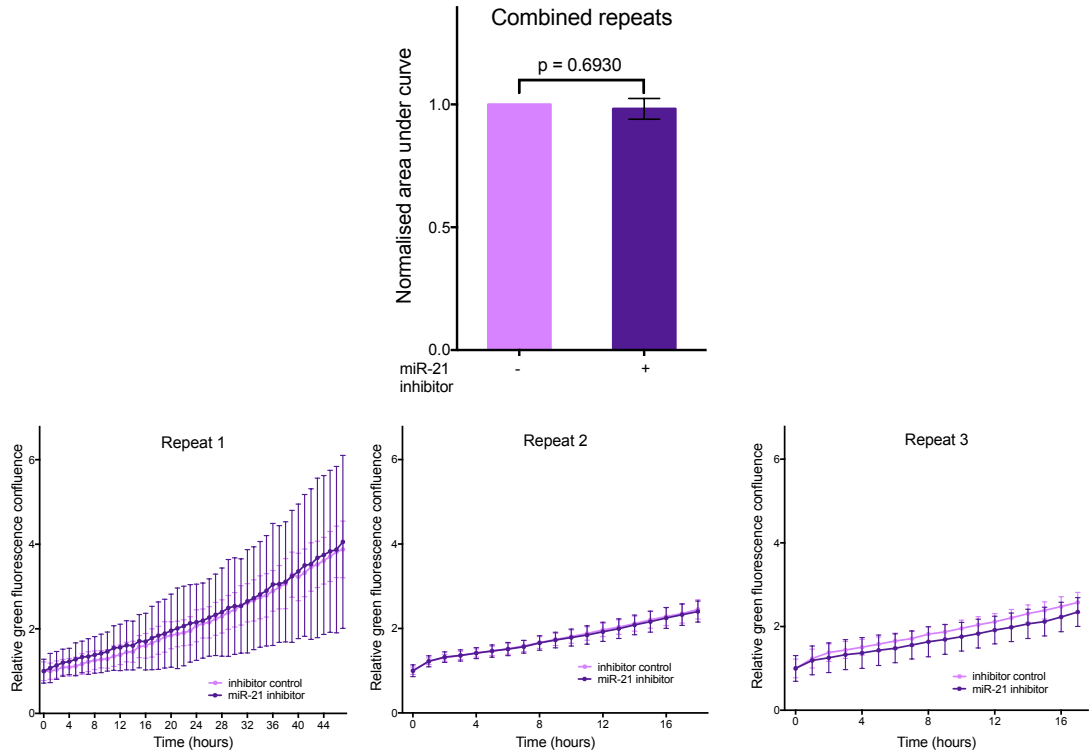 Combined repeats
p = 0.6930
Normalised area under curve
1.0
0.5
0.0
miR-21 inhibitor
- +
Repeat 1
Relative green fluorescence confluence
6
4
2
0
inhibitor control
miR-21 inhibitor
0 4 8 12 16 20 24 28 32 36 40 44
Time (hours)
Repeat 2
Relative green fluorescence confluence
6
4
2
0
inhibitor control
miR-21 inhibitor
0 4 8 12 16
Time (hours)
Repeat 3
Relative green fluorescence confluence
6
4
2
0
inhibitor control
miR-21 inhibitor
0 4 8 12 16
Time (hours)